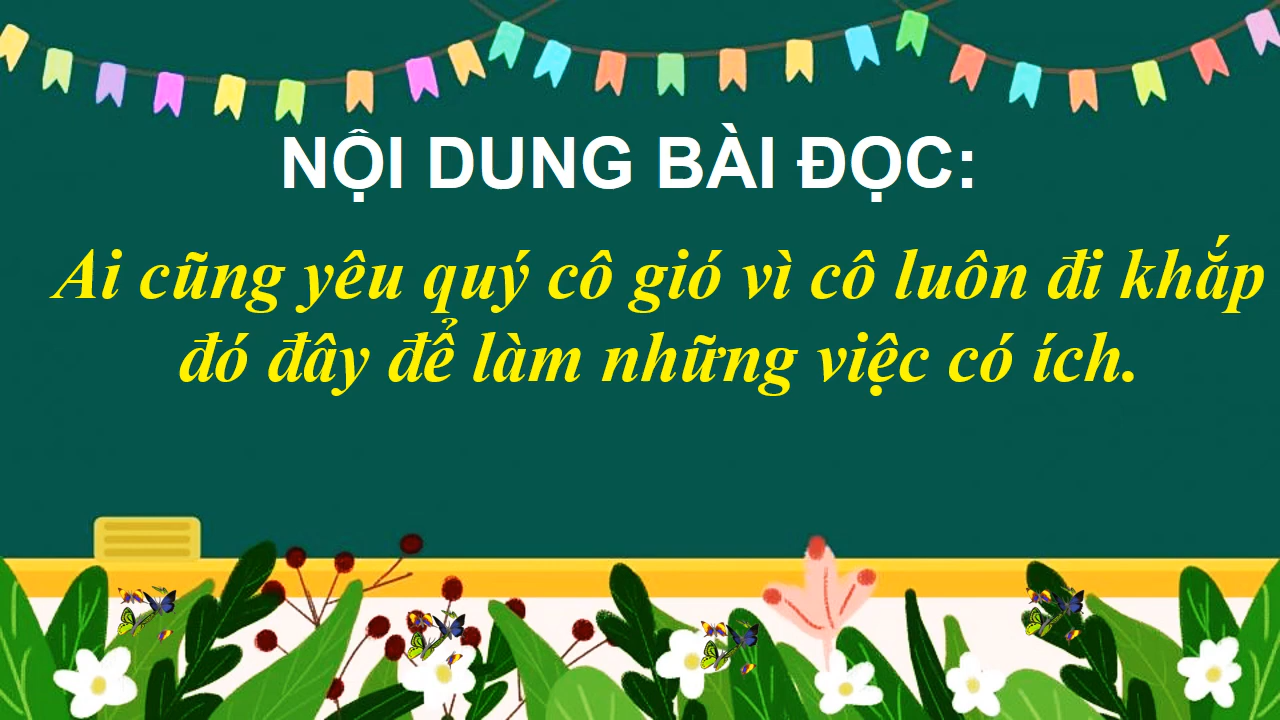 NỘI DUNG BÀI ĐỌC:
Ai cũng yêu quý cô gió vì cô luôn đi khắp
đó đây để làm những việc có ích.